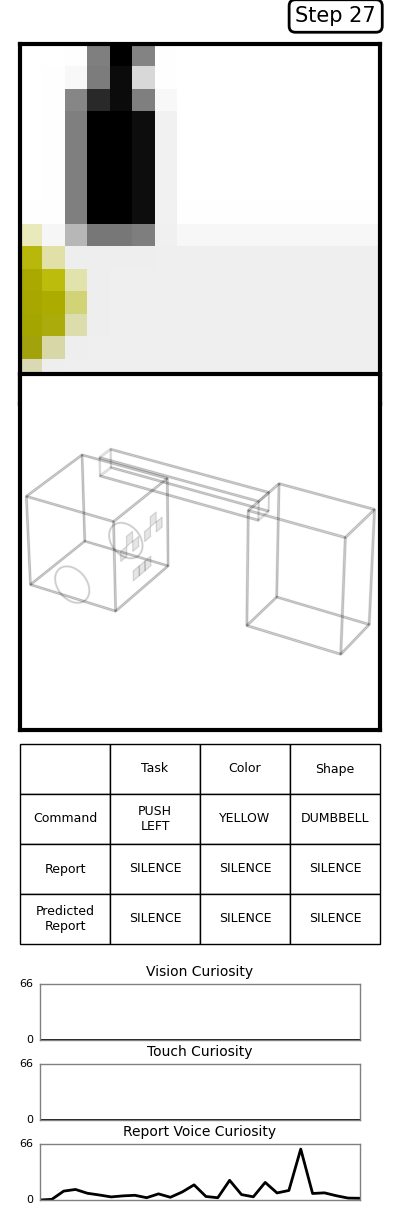 Step 27
Task Color Shape
Command PUSH LEFT YELLOW DUMBBELL
Report SILENCE SILENCE SILENCE
Predicted Report SILENCE SILENCE SILENCE
Vision Curiosity
66
0
Touch Curiosity
66
0
Report Voice Curiosity
66
0